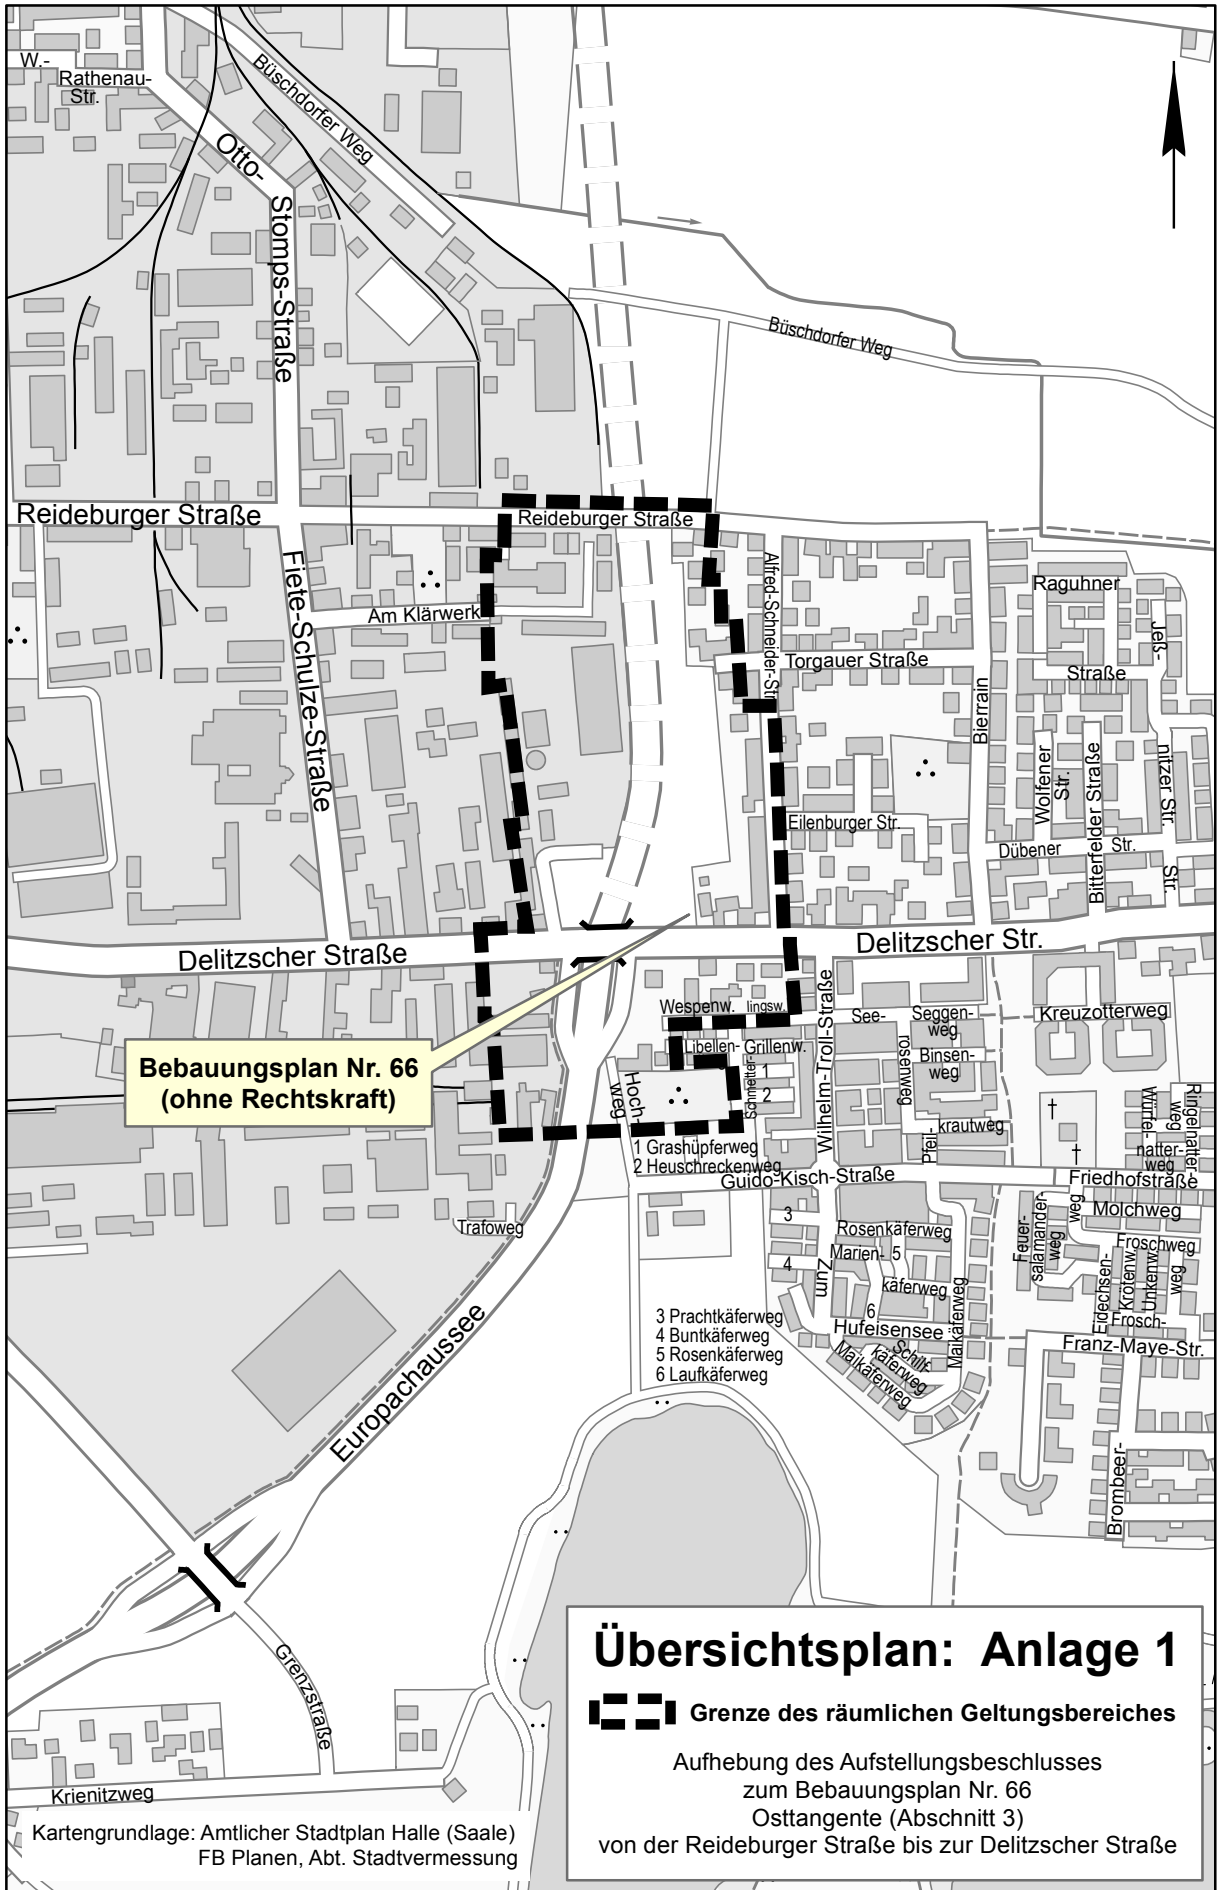 W.-
Rathenau-
Str.
Büschdorfer Weg
Otto-
Stomps-Straße
Büschdorfer Weg
Reideburger Straße
Reideburger Straße
Fiete-Schulze-Straße
Am Klärwerk
Alfred-Schneider-Str.
Torgauer Straße
Bierrain
Raguhner
Straße
Jeß-
nitzer Str.
Wolfener
Str.
Bitterfelder Straße
Eilenburger Str.
Dübener
Str.
Str.
Delitzscher Straße
Delitzscher Str.
Bebauungsplan Nr. 66
(ohne Rechtskraft)
Wespenw.
lingsw.
Libellen-
Grillenw.
Schmetter-
1
2
Hoch-
weg
Wilhelm-Troll-Straße
See-
rosenweg
Seggen-
weg
Binsen-
weg
Pfeil-
krautweg
Kreuzotterweg
Würfel-
natter-
weg
Ringelnatter-
weg
1 Grashüpferweg
2 Heuschreckenweg
Guido-Kisch-Straße
Friedhofstraße
Molchweg
Feuer-
salamander-
weg
weg
Froschweg
Eidechsen-
Krötenw.
Unkenw.
weg
Frosch-
Franz-Maye-Str.
Trafoweg
3
4
Rosenkäferweg
Marien-
5
käferweg
6
Zum
Hufeisensee
Schilf-
käferweg
Maikäferweg
Maikäferweg
3 Prachtkäferweg
4 Buntkäferweg
5 Rosenkäferweg
6 Laufkäferweg
Europachaussee
Brombeer-
Grenzstraße
Krienitzweg
Kartengrundlage: Amtlicher Stadtplan Halle (Saale)
FB Planen, Abt. Stadtvermessung
Übersichtsplan: Anlage 1
Grenze des räumlichen Geltungsbereiches
Aufhebung des Aufstellungsbeschlusses
zum Bebauungsplan Nr. 66
Osttangente (Abschnitt 3)
von der Reideburger Straße bis zur Delitzscher Straße